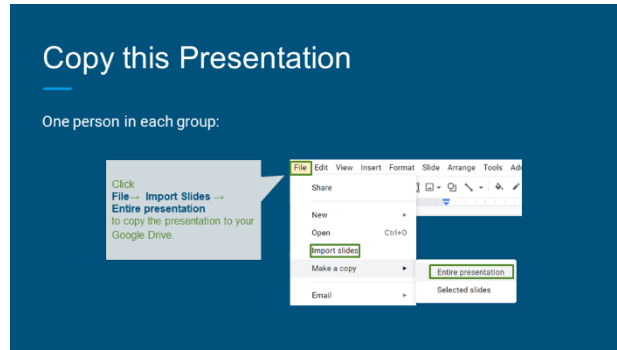 Copy this Presentation
One person in each group:
Click
File→ Import Slides →
Entire presentation
to copy the presentation to your
Google Drive.
File Edit View Insert Format Slide Arrange Tools
Share
New
Open Ctrl+O
Import slides
Make a copy
Entire presentation
Selected slides
Email